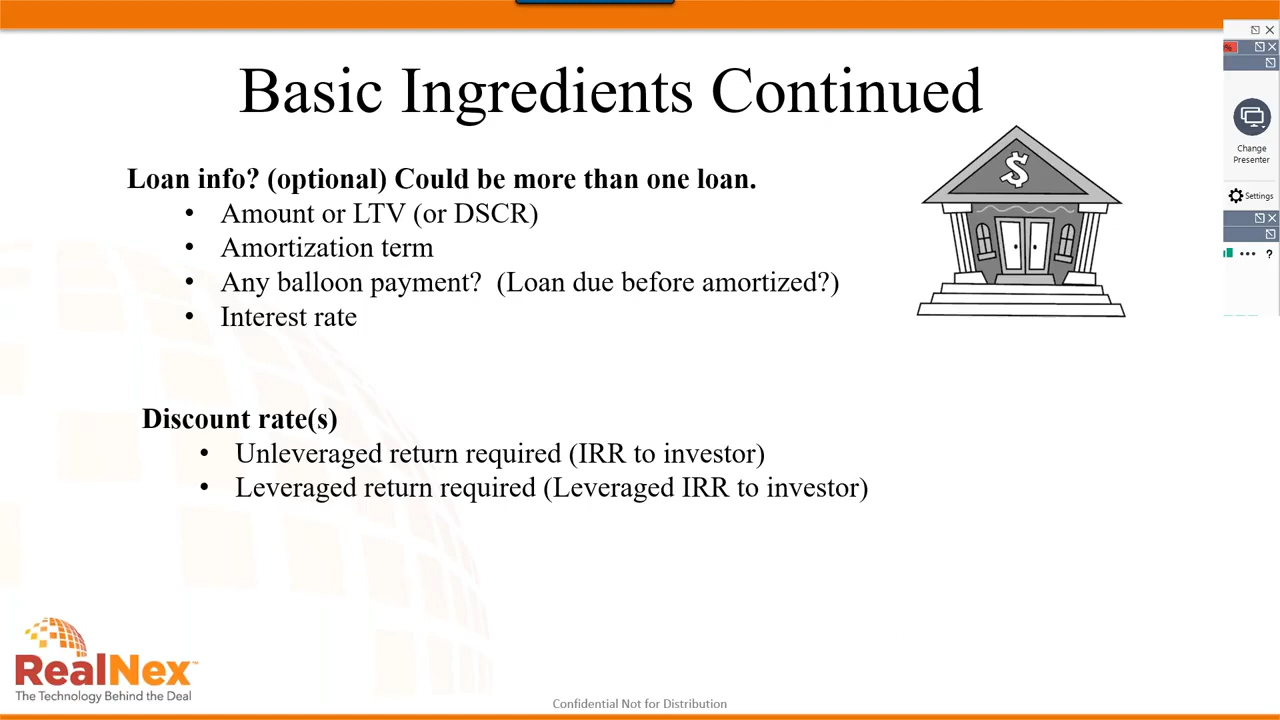 Basic Ingredients Continued
Loan info? (optional) Could be more than one loan.
• Amount or LTV (or DSCR)
• Amortization term
• Any balloon payment?  (Loan due before amortized?)
• Interest rate
Discount rate(s)
• Unleveraged return required (IRR to investor)
• Leveraged return required (Leveraged IRR to investor)
$
%
Change
Presenter
Settings
?
RealNex™
The Technology Behind the Deal
Confidential Not for Distribution